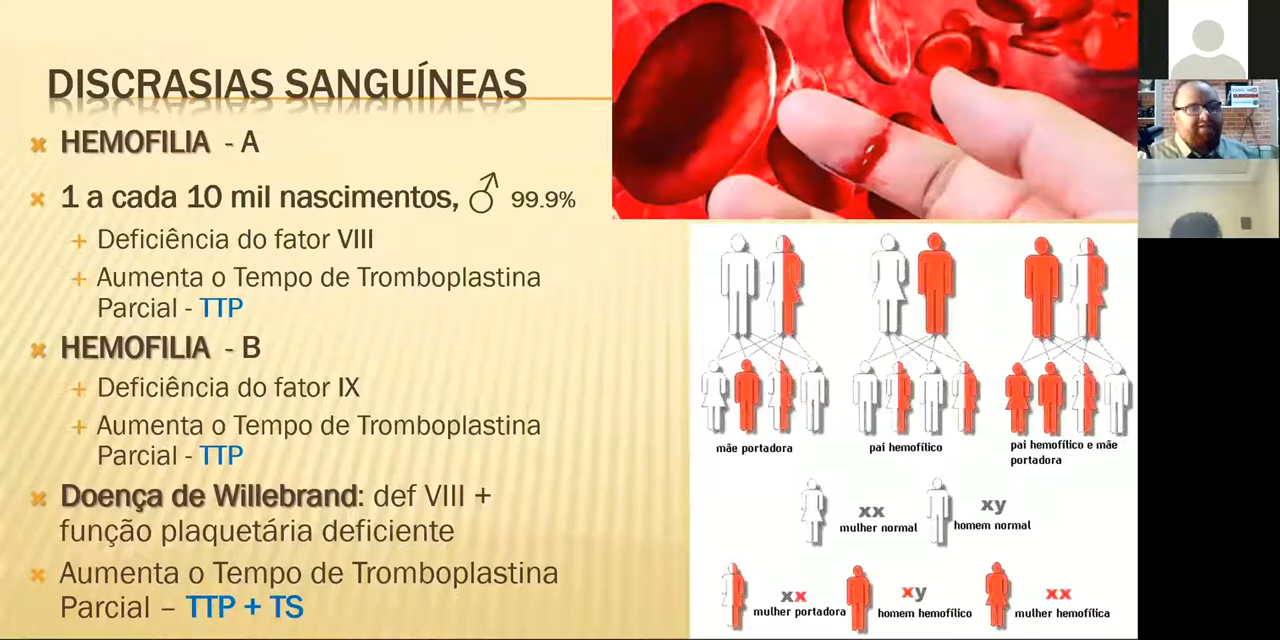 DISCRASIAS SANGUÍNEAS
HEMOFILIA - A
1 a cada 10 mil nascimentos, ♂ 99.9%
Deficiência do fator VIII
Aumenta o Tempo de Tromboplastina
Parcial - TTP
HEMOFILIA - B
Deficiência do fator IX
Aumenta o Tempo de Tromboplastina
Parcial - TTP
Doença de Willebrand: def VIII +
função plaquetária deficiente
Aumenta o Tempo de Tromboplastina
Parcial – TTP + TS
mãe portadora
pai hemofílico
pai hemofílico e mãe
portadora
xx
mulher normal
xy
homem normal
xx
mulher portadora
xy
homem hemofílico
xx
mulher hemofílica